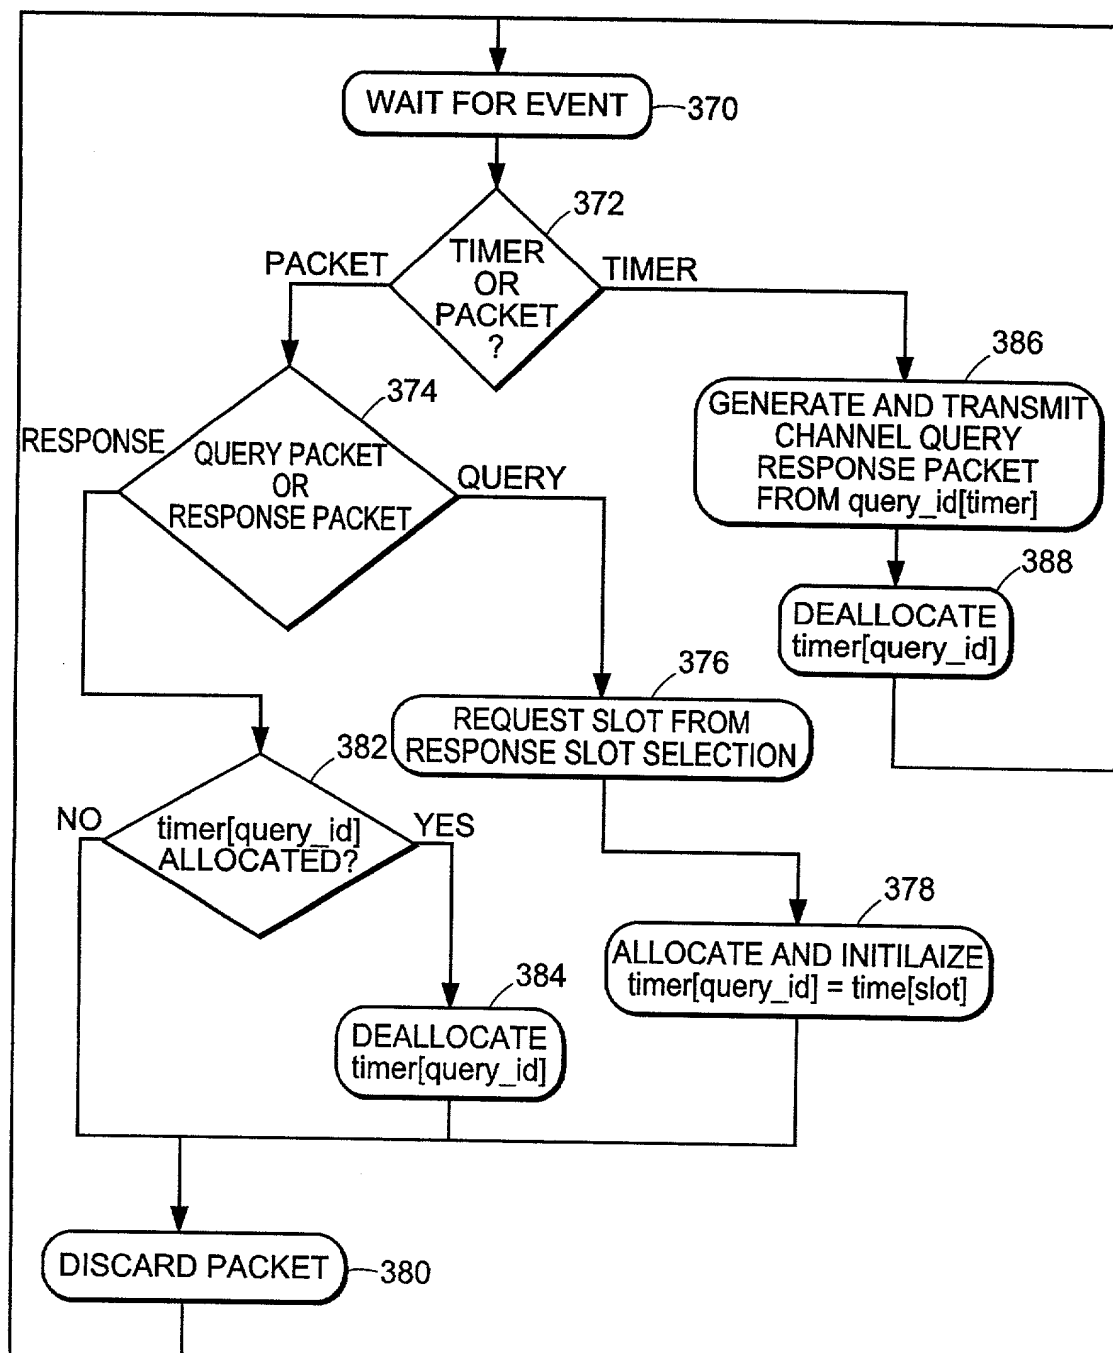 WAIT FOR EVENT
370
372
TIMER
OR
PACKET
?
PACKET
TIMER
374
QUERY PACKET
OR
RESPONSE PACKET
RESPONSE
QUERY
386
GENERATE AND TRANSMIT
CHANNEL QUERY
RESPONSE PACKET
FROM query_id[timer]
388
DEALLOCATE
timer[query_id]
376
REQUEST SLOT FROM
RESPONSE SLOT SELECTION
382
NO
timer[query_id]
ALLOCATED?
YES
378
ALLOCATE AND INITILAIZE
timer[query_id] = time[slot]
384
DEALLOCATE
timer[query_id]
DISCARD PACKET
380